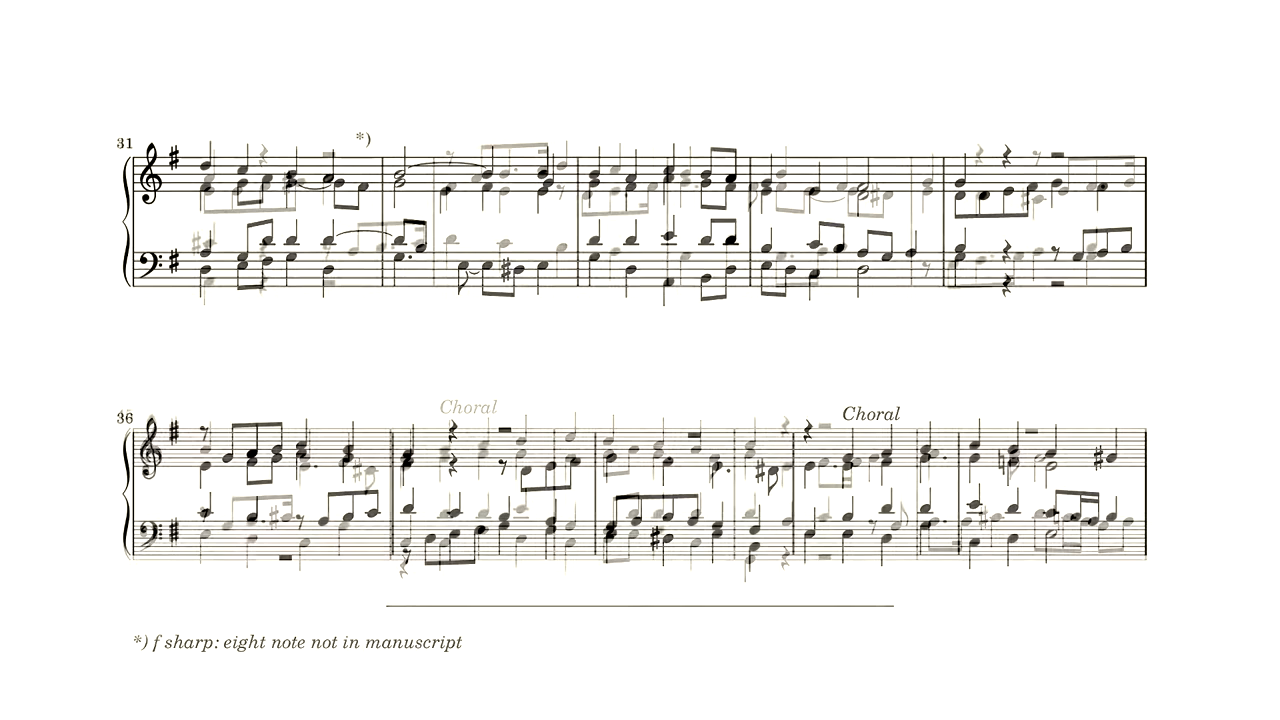 31
*)
36
Choral
Choral
*) f sharp: eight note not in manuscript